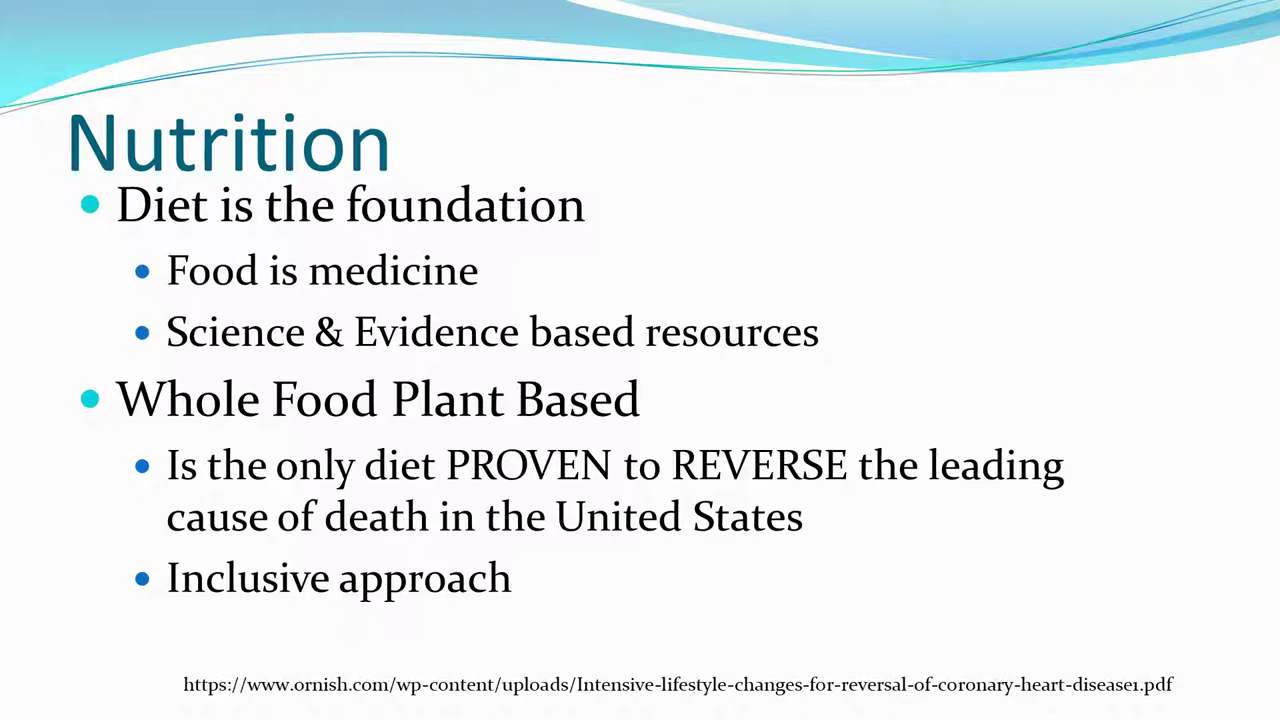 Nutrition
Diet is the foundation
Food is medicine
Science & Evidence based resources
Whole Food Plant Based
Is the only diet PROVEN to REVERSE the leading
cause of death in the United States
Inclusive approach
https://www.ornish.com/wp-content/uploads/Intensive-lifestyle-changes-for-reversal-of-coronary-heart-disease1.pdf